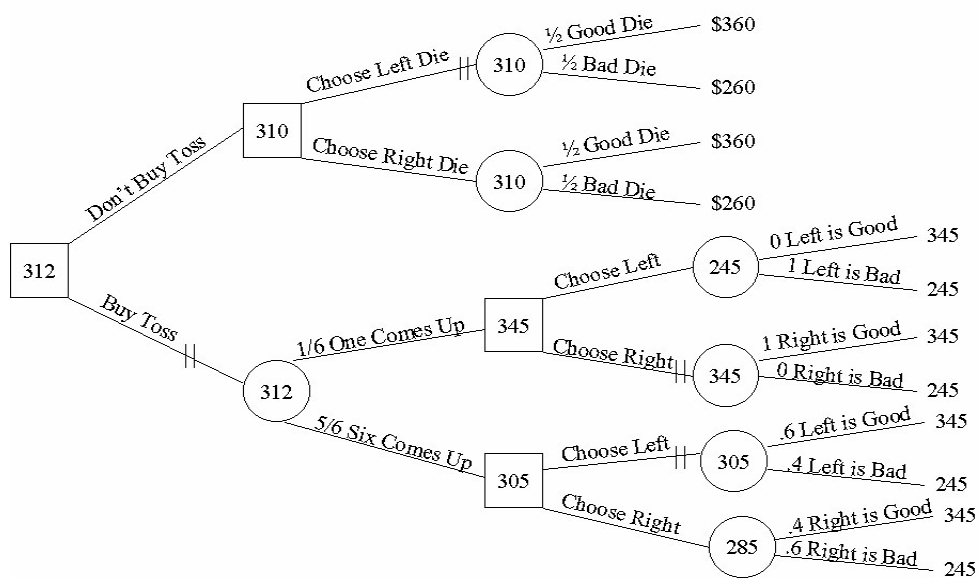 ½ Good Die
$360
Choose Left Die
310
½ Bad Die
$260
310
Choose Right Die
½ Good Die
$360
310
½ Bad Die
$260
Don't Buy Toss
312
Buy Toss
0 Left is Good
345
Choose Left
245
1 Left is Bad
245
1/6 One Comes Up
345
Choose Right
1 Right is Good
345
345
0 Right is Bad
245
312
5/6 Six Comes Up
.6 Left is Good
345
Choose Left
305
.4 Left is Bad
245
305
Choose Right
.4 Right is Good
345
285
.6 Right is Bad
245